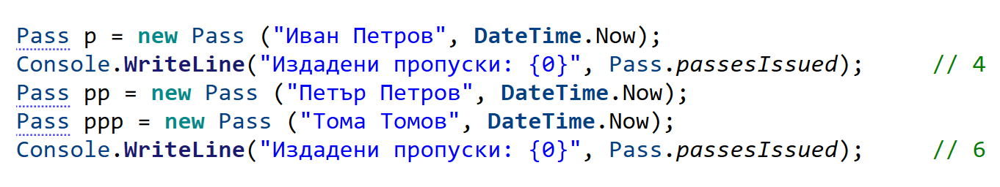 Pass p = new Pass ("Иван Петров", DateTime.Now);
Console.WriteLine("Издадени пропуски: {0}", Pass.passesIssued); // 4
Pass pp = new Pass ("Петър Петров", DateTime.Now);
Pass ppp = new Pass ("Тома Томов", DateTime.Now);
Console.WriteLine("Издадени пропуски: {0}", Pass.passesIssued); // 6